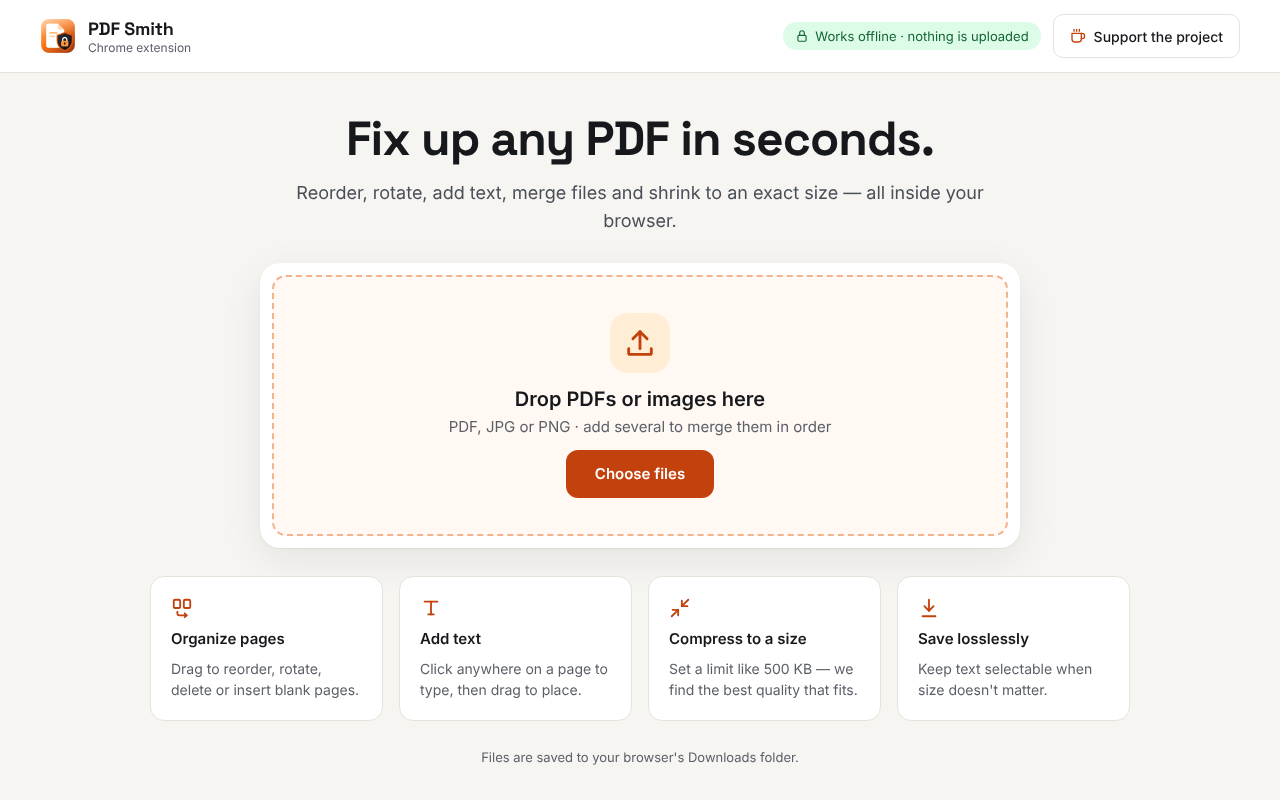 PDF Smith
Chrome extension
Works offline · nothing is uploaded
Support the project
Fix up any PDF in seconds.
Reorder, rotate, add text, merge files and shrink to an exact size — all inside your
browser.
Drop PDFs or images here
PDF, JPG or PNG · add several to merge them in order
Choose files
Organize pages
Drag to reorder, rotate,
delete or insert blank pages.
Add text
Click anywhere on a page to
type, then drag to place.
Compress to a size
Set a limit like 500 KB — we
find the best quality that fits.
Save losslessly
Keep text selectable when
size doesn't matter.
Files are saved to your browser's Downloads folder.